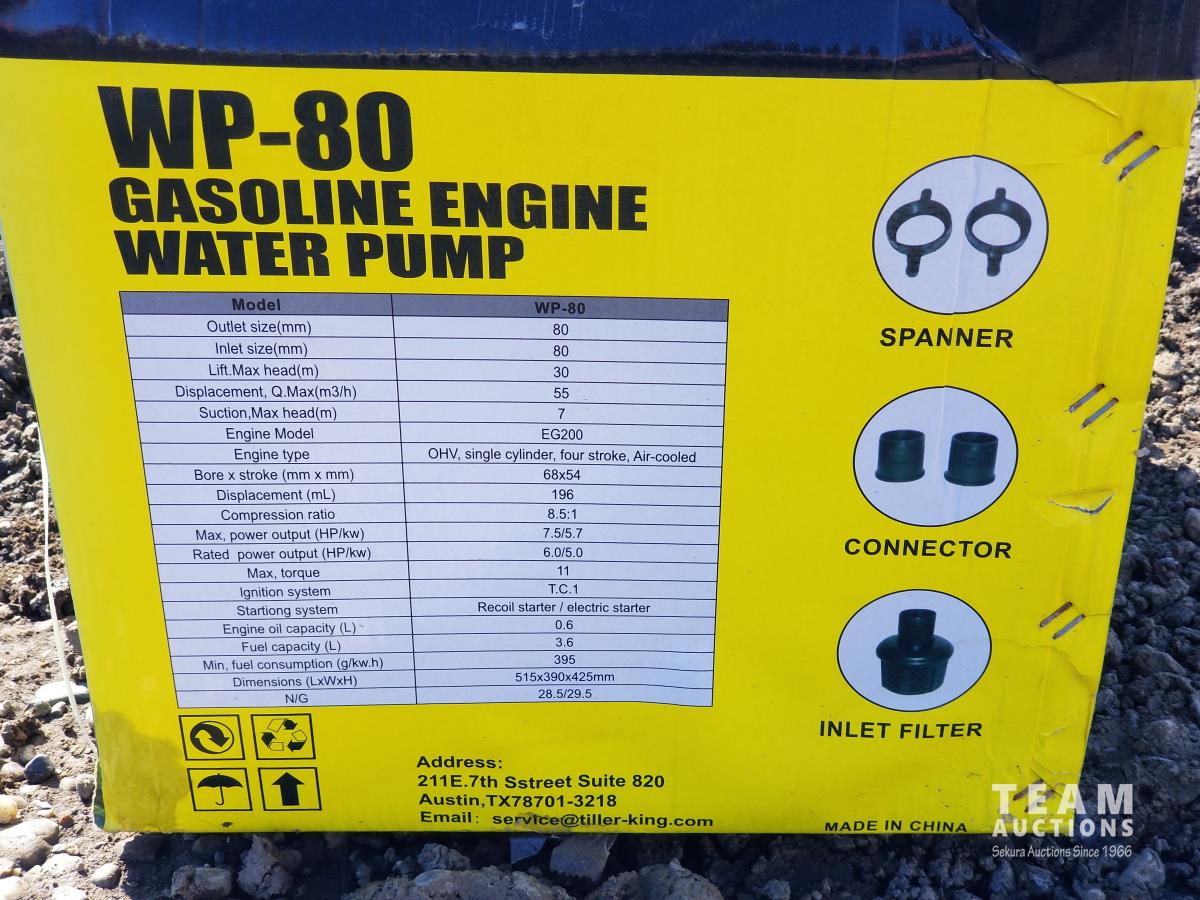 WP-80
GASOLINE ENGINE
WATER PUMP
Model WP-80
Outlet size(mm) 80
Inlet size(mm) 80
Lift.Max head(m) 30
Displacement, Q.Max(m3/h) 55
Suction,Max head(m) 7
Engine Model EG200
Engine type OHV, single cylinder, four stroke, Air-cooled
Bore x stroke (mm x mm) 68x54
Displacement (mL) 196
Compression ratio 8.5:1
Max, power output (HP/kw) 7.5/5.7
Rated power output (HP/kw) 6.0/5.0
Max, torque 11
Ignition system T.C.1
Startiong system Recoil starter / electric starter
Engine oil capacity (L) 0.6
Fuel capacity (L) 3.6
Min, fuel consumption (g/kw.h) 395
Dimensions (LxWxH) 515x390x425mm
N/G 28.5/29.5
SPANNER
CONNECTOR
INLET FILTER
Address:
211E.7th Sstreet Suite 820
Austin,TX78701-3218
Email: service@tiller-king.com
MADE IN CHINA
TEAM
AUCTIONS
Sekura Auctions Since 1966